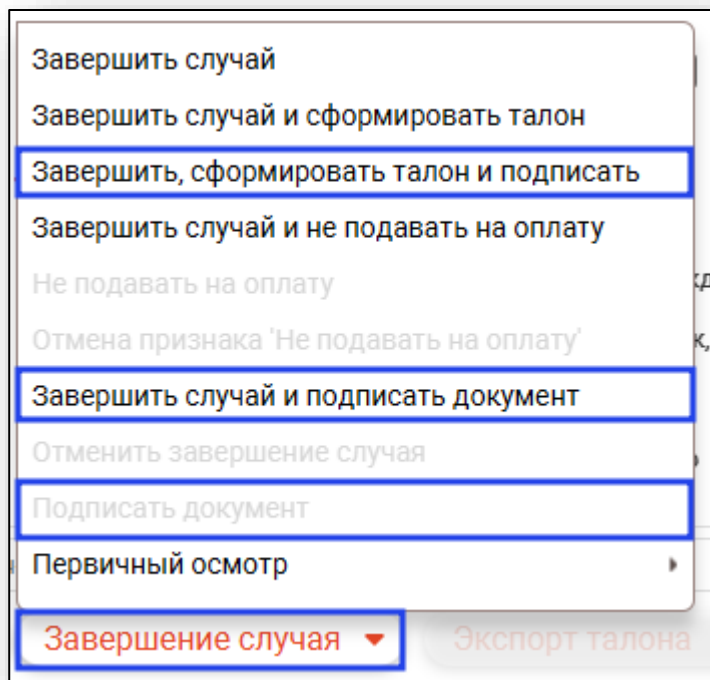 Завершить случай
Завершить случай и сформировать талон
Завершить, сформировать талон и подписать
Завершить случай и не подавать на оплату
Не подавать на оплату
Отмена признака 'Не подавать на оплату'
Завершить случай и подписать документ
Отменить завершение случая
Подписать документ
Первичный осмотр
Завершение случая
Экспорт талона